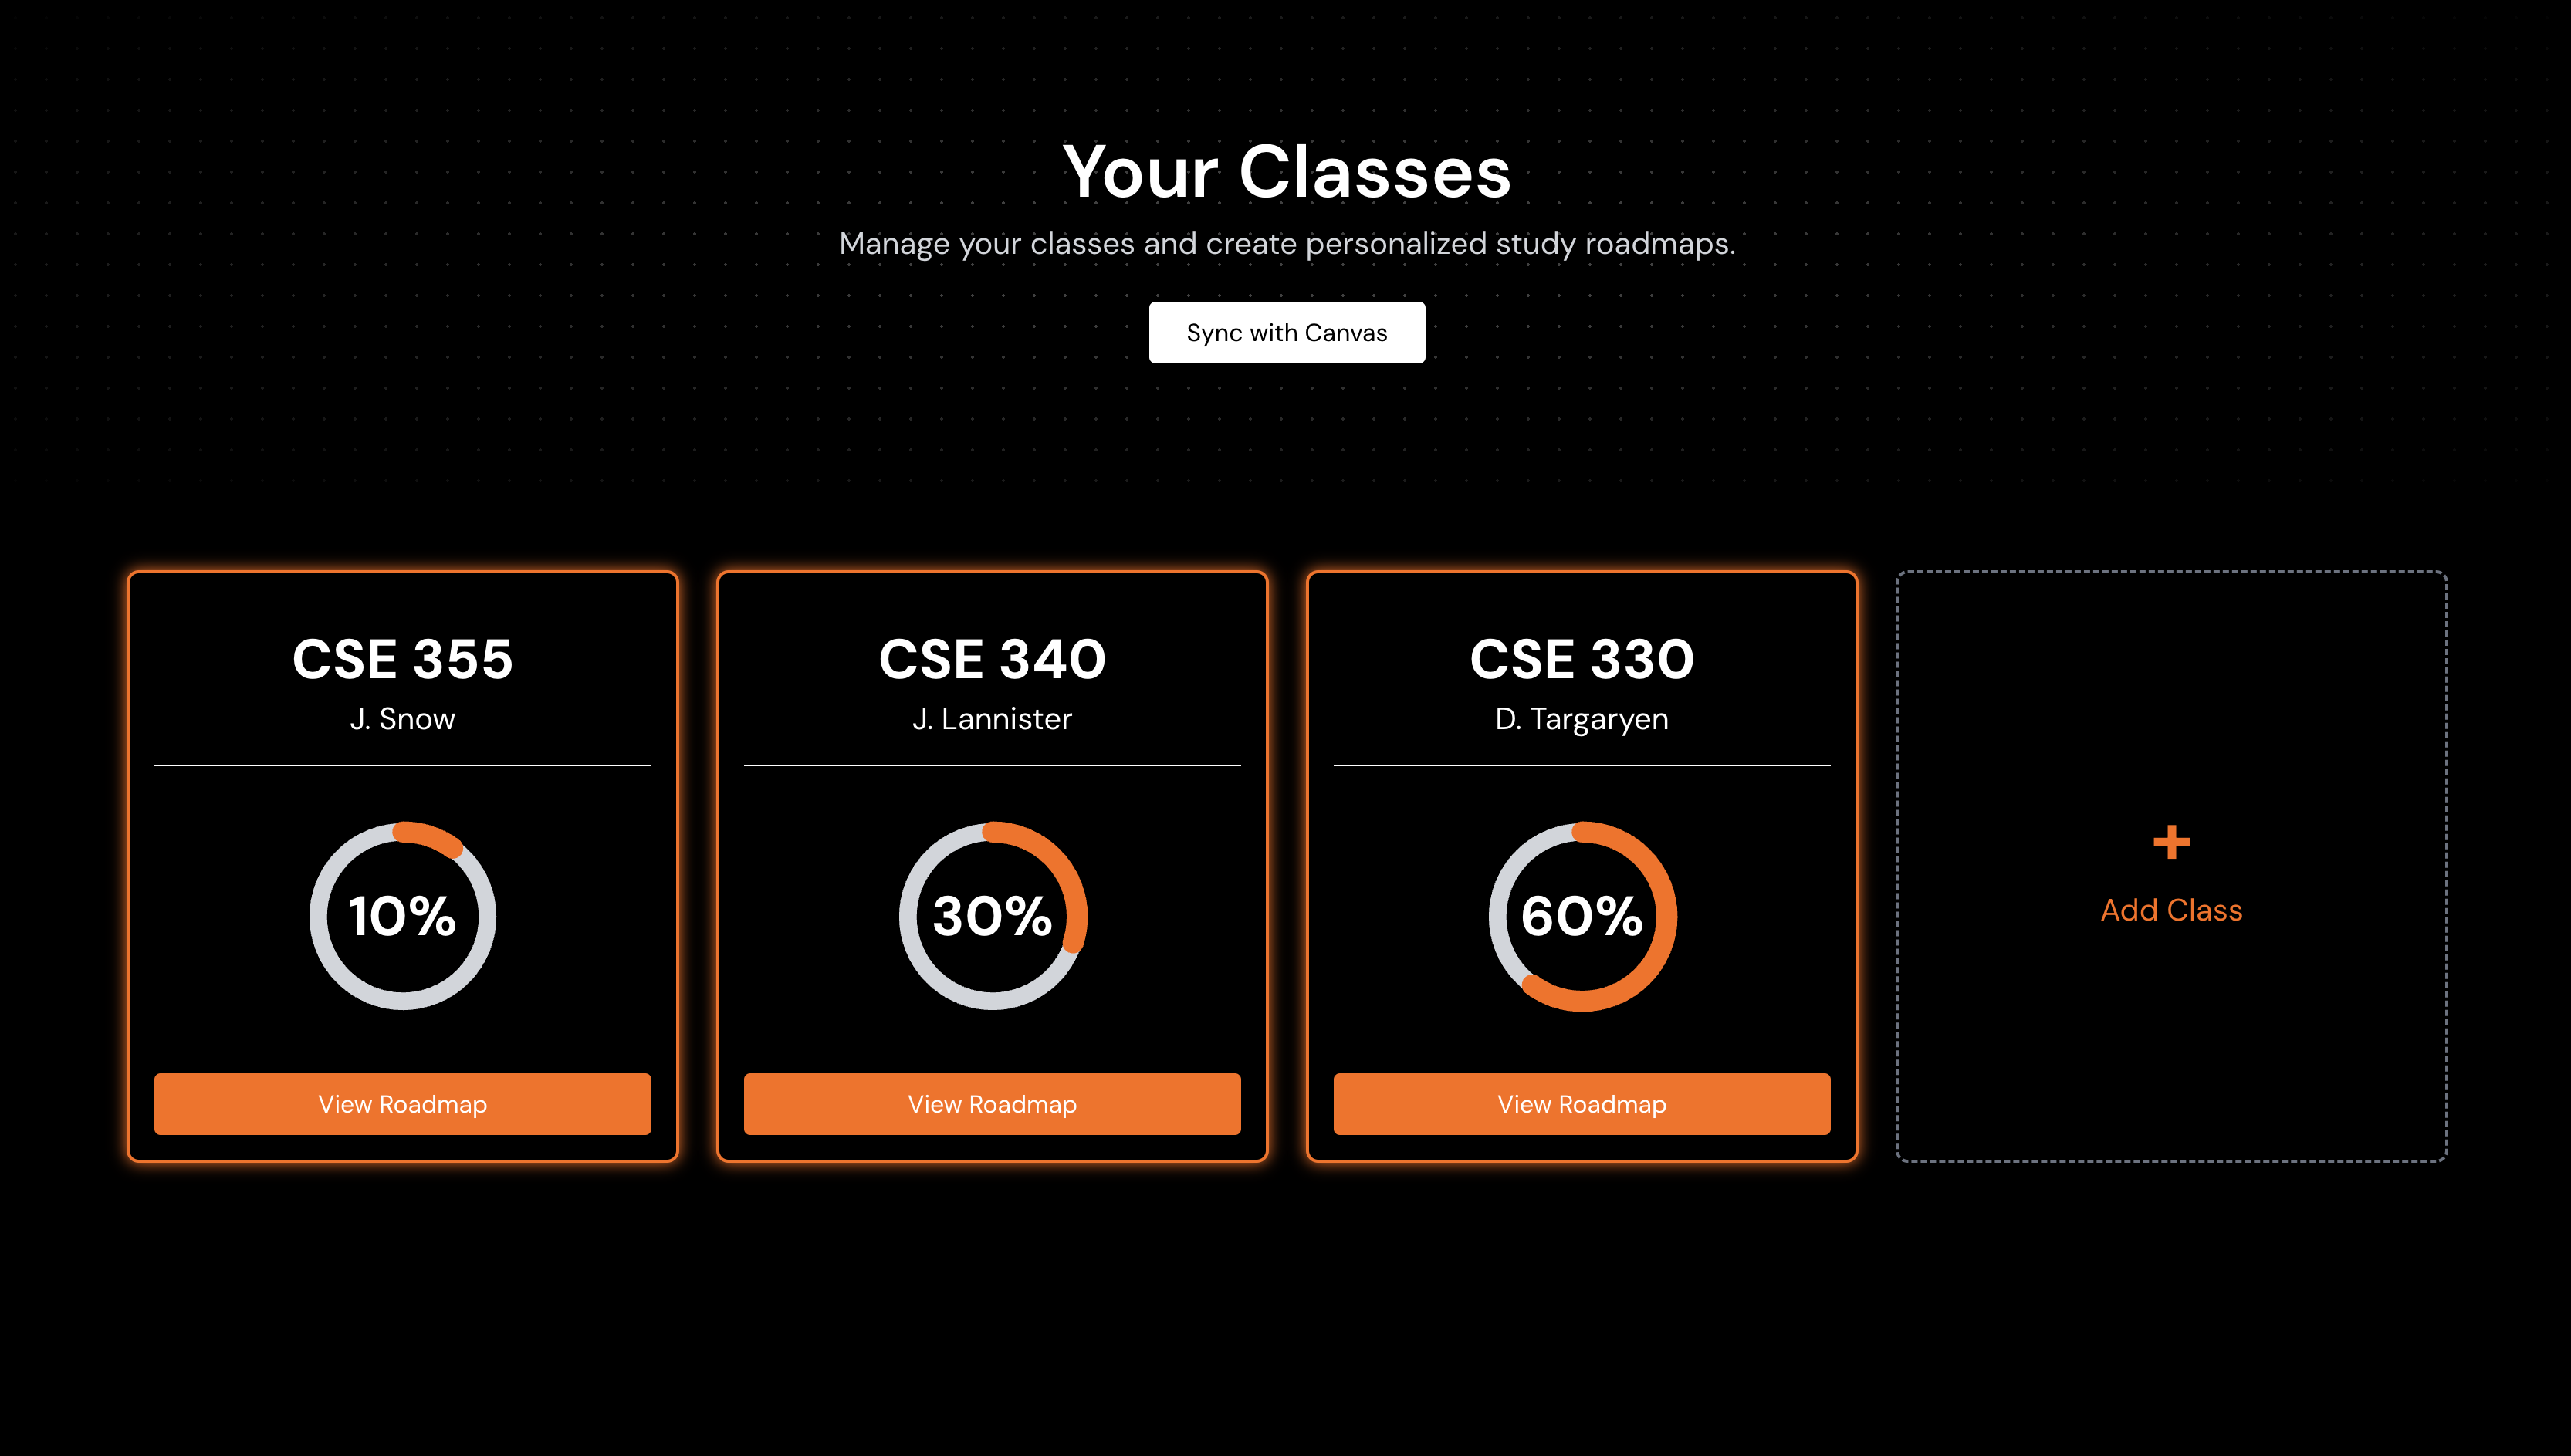 Your Classes
Manage your classes and create personalized study roadmaps.
Sync with Canvas
CSE 355
J. Snow
10%
View Roadmap
CSE 340
J. Lannister
30%
View Roadmap
CSE 330
D. Targaryen
60%
View Roadmap
+
Add Class